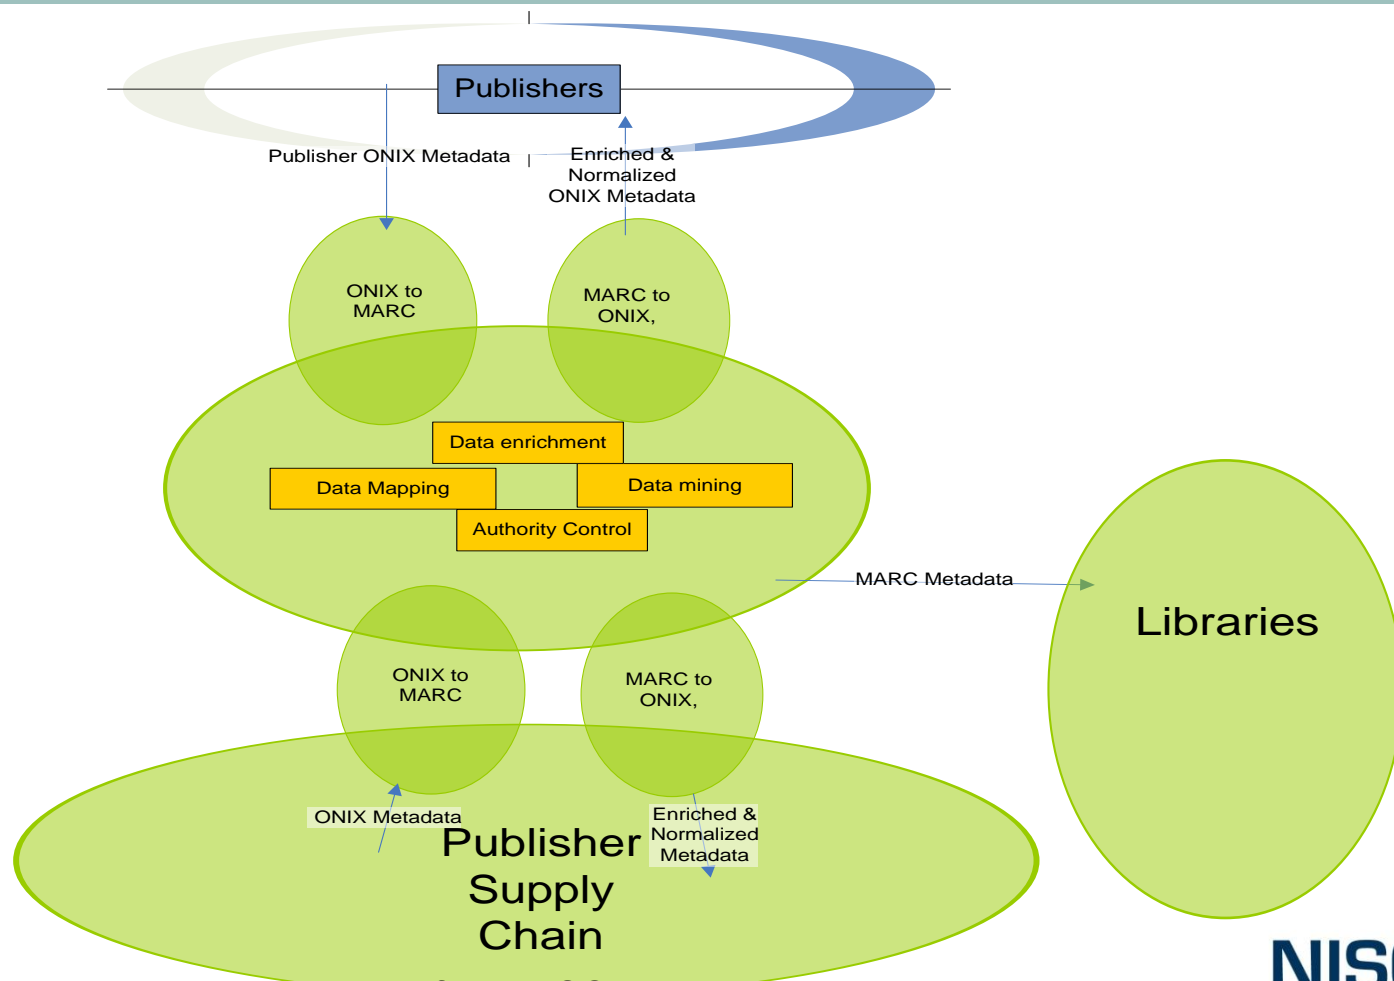 Publishers
Publisher ONIX Metadata
Enriched &
Normalized
ONIX Metadata
ONIX to
MARC
MARC to
ONIX,
Data enrichment
Data Mapping
Data mining
Authority Control
MARC Metadata
Libraries
ONIX to
MARC
MARC to
ONIX,
ONIX Metadata
Enriched &
Normalized
Metadata
Publisher
Supply
Chain